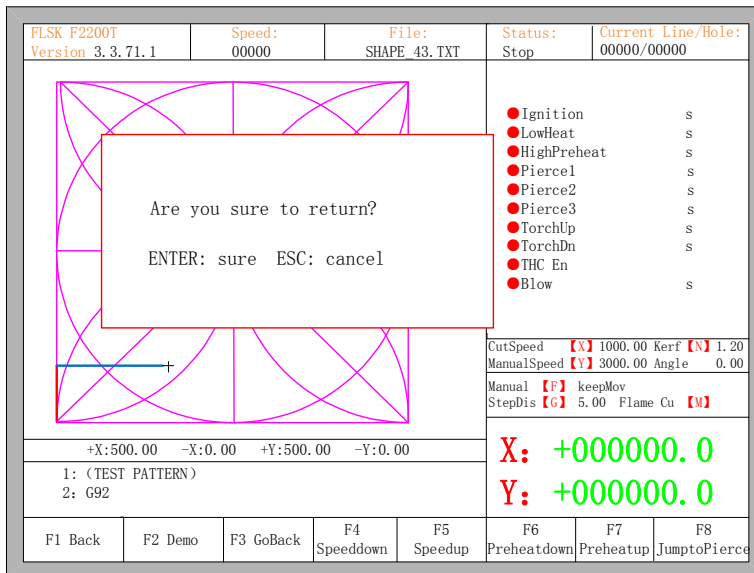 FLSK F2200T Speed: File: Status: Current Line/Hole:
Version 3.3.71.1 00000 SHAPE_43.TXT Stop 00000/00000
Ignition s
LowHeat s
HighPreheat s
Pierce1 s
Pierce2 s
Pierce3 s
TorchUp s
TorchDn s
THC En
Blow s
Are you sure to return?
ENTER: sure ESC: cancel
CutSpeed 【X】 1000.00 Kerf 【N】 1.20
ManualSpeed 【Y】 3000.00 Angle 0.00
Manual 【F】 keepMov
StepDis 【G】 5.00 Flame Cu 【M】
+X:500.00 -X:0.00 +Y:500.00 -Y:0.00
1: (TEST PATTERN)
2: G92
X: +000000.0
Y: +000000.0
F1 Back F2 Demo F3 GoBack F4 Speeddown F5 Speedup F6 Preheatdown F7 Preheatup F8 JumptoPierce